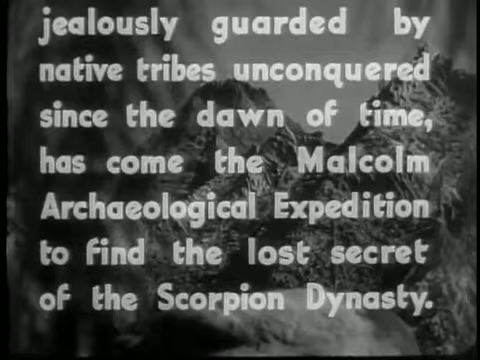 jealously guarded by
native tribes unconquered
since the dawn of time,
has come the Malcolm
Archaeological Expedition
to find the lost secret
of the Scorpion Dynasty.